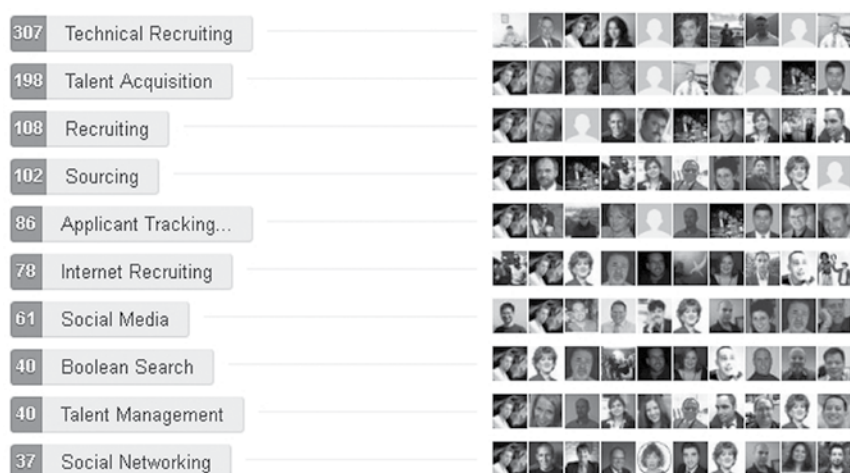 307 Technical Recruiting
198 Talent Acquisition
108 Recruiting
102 Sourcing
86 Applicant Tracking...
78 Internet Recruiting
61 Social Media
40 Boolean Search
40 Talent Management
37 Social Networking